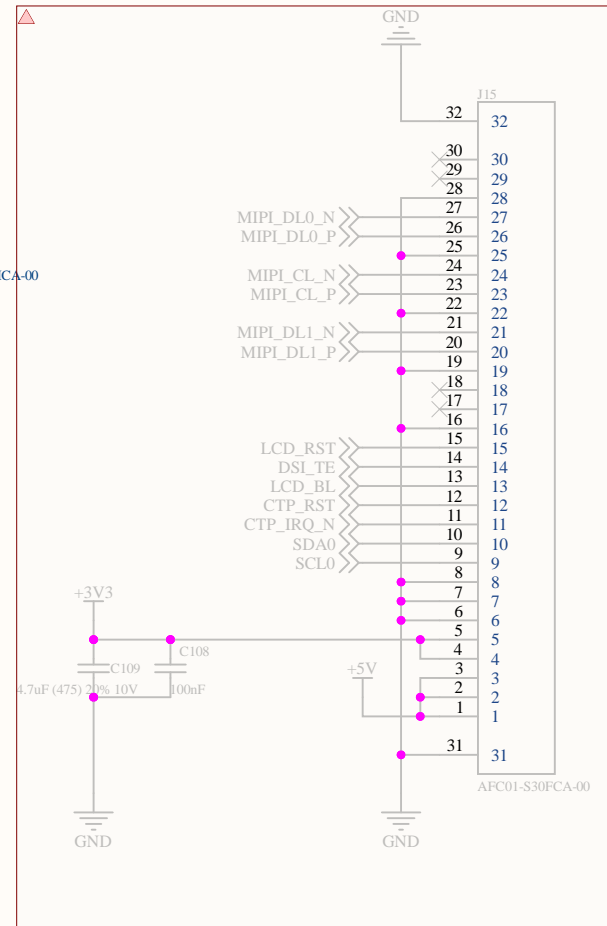 GND
J15
32 32
30 30
29 29
28 28
MIPI_DL0_N 27 27
MIPI_DL0_P 26 26
25 25
CA-00
MIPI_CL_N 24 24
MIPI_CL_P 23 23
22 22
MIPI_DL1_N 21 21
MIPI_DL1_P 20 20
19 19
18 18
17 17
16 16
LCD_RST 15 15
DSI_TE 14 14
LCD_BL 13 13
CTP_RST 12 12
CTP_IRQ_N 11 11
SDA0 10 10
SCL0 9 9
8 8
+3V3
7 7
6 6
5 5
C108
4 4
C109
+5V
3 3
4.7uF (475) 20% 10V 100nF
2 2
1 1
31 31
AFC01-S30FCA-00
GND GND